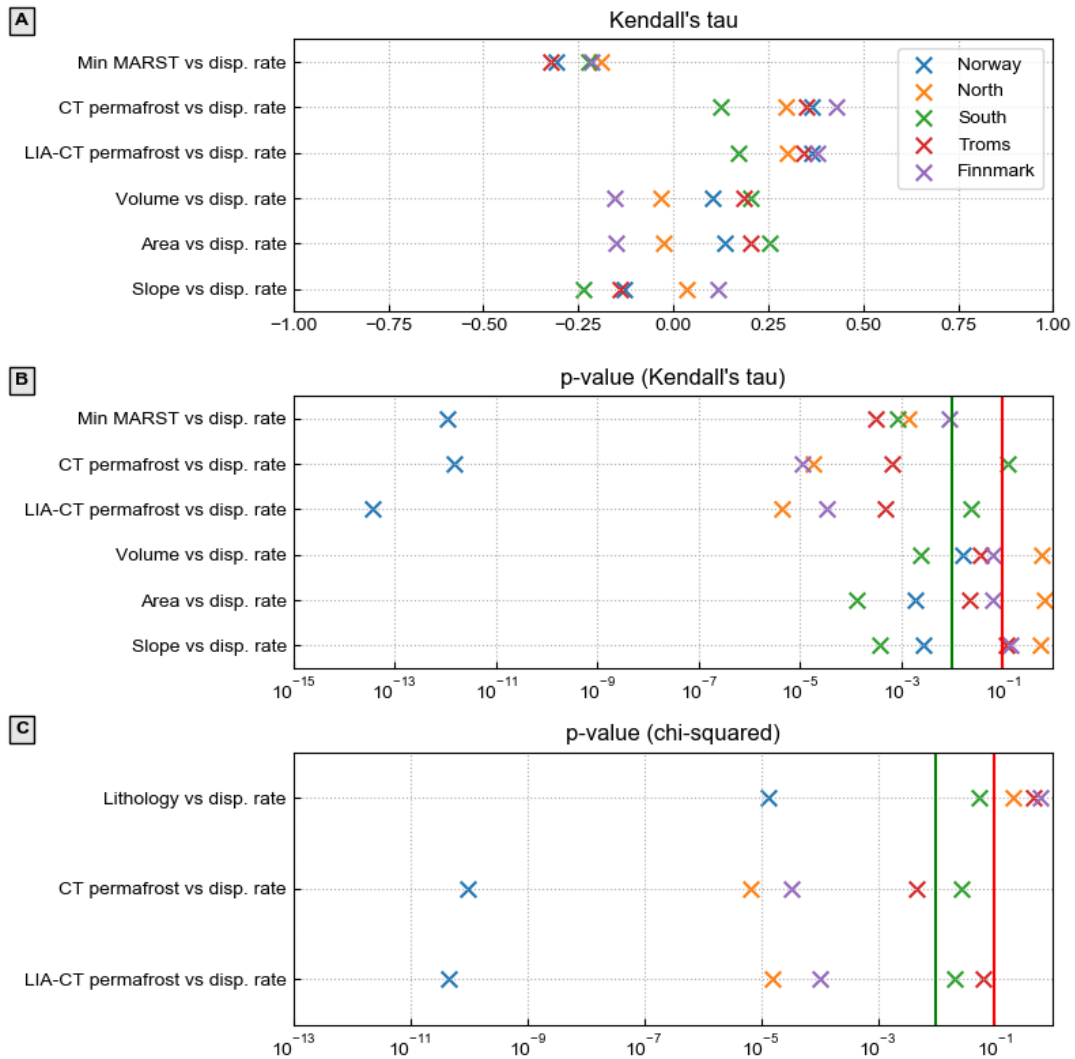 A
Kendall's tau
Min MARST vs disp. rate
CT permafrost vs disp. rate
LIA-CT permafrost vs disp. rate
Volume vs disp. rate
Area vs disp. rate
Slope vs disp. rate
Norway
North
South
Troms
Finnmark
−1.00 −0.75 −0.50 −0.25 0.00 0.25 0.50 0.75 1.00
B
p-value (Kendall's tau)
Min MARST vs disp. rate
CT permafrost vs disp. rate
LIA-CT permafrost vs disp. rate
Volume vs disp. rate
Area vs disp. rate
Slope vs disp. rate
10⁻¹⁵ 10⁻¹³ 10⁻¹¹ 10⁻⁹ 10⁻⁷ 10⁻⁵ 10⁻³ 10⁻¹
C
p-value (chi-squared)
Lithology vs disp. rate
CT permafrost vs disp. rate
LIA-CT permafrost vs disp. rate
10⁻¹³ 10⁻¹¹ 10⁻⁹ 10⁻⁷ 10⁻⁵ 10⁻³ 10⁻¹